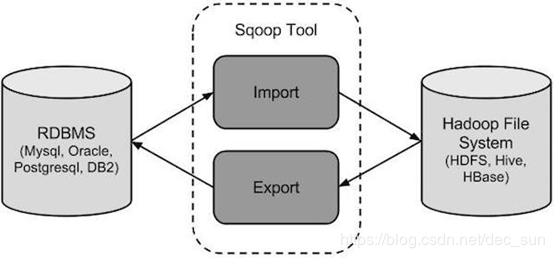 Sqoop Tool
Import
RDBMS
(Mysql, Oracle,
Postgresql, DB2)
Export
Hadoop File
System
(HDFS, Hive,
HBase)
https://blog.csdn.net/dec_sun